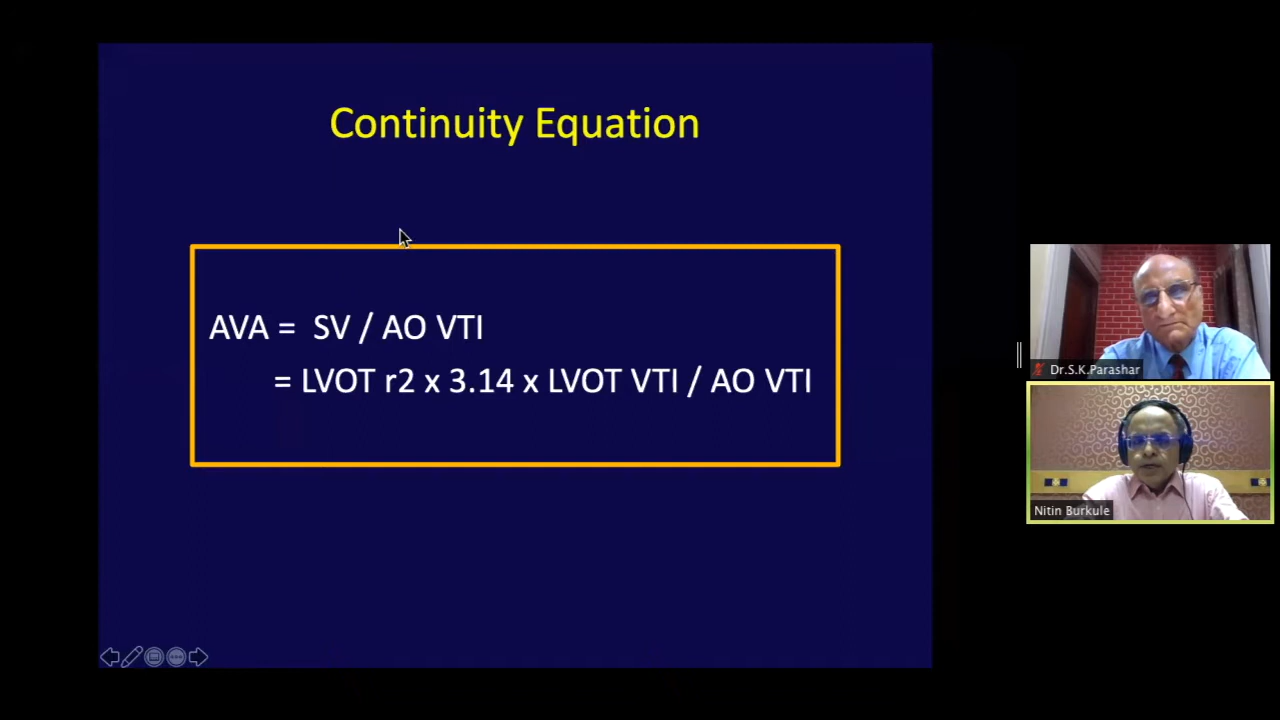 Continuity Equation
AVA = SV / AO VTI
= LVOT r2 x 3.14 x LVOT VTI / AO VTI
Dr.S.K.Parashar
Nitin Burkule